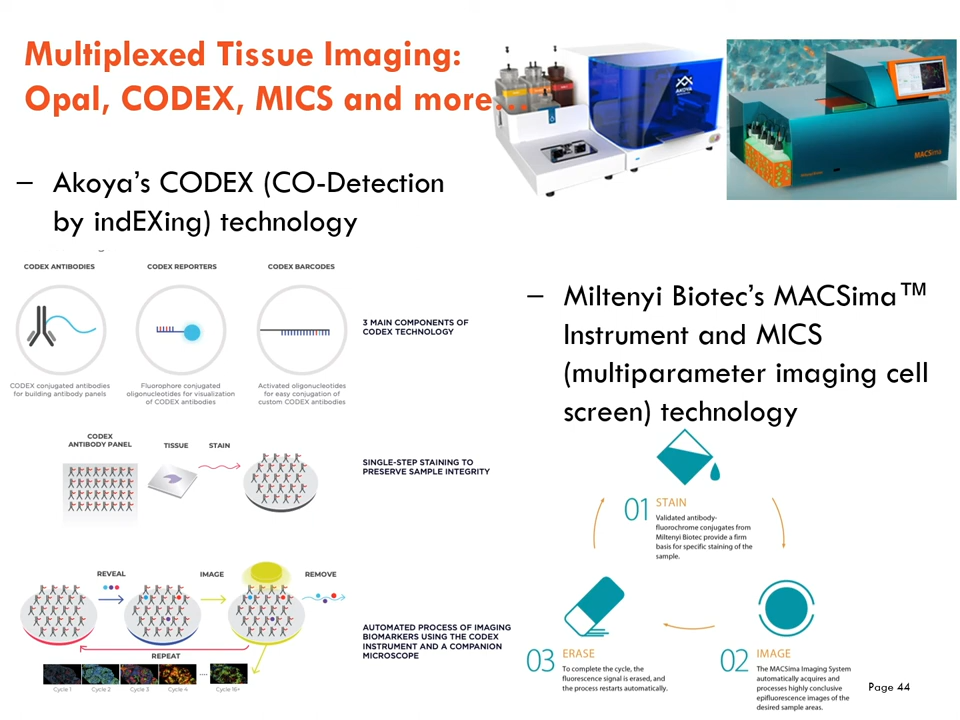 Multiplexed Tissue Imaging:
Opal, CODEX, MICS and more...
AKOYA
MACSima
– Akoya's CODEX (CO-Detection
by indEXing) technology
CODEX ANTIBODIES
CODEX REPORTERS
CODEX BARCODES
3 MAIN COMPONENTS OF
CODEX TECHNOLOGY
CODEX conjugated antibodies
for building antibody panels
Fluorophore conjugated
oligonucleotides for visualization
of CODEX antibodies
Activated oligonucleotides
for easy conjugation of
custom CODEX antibodies
CODEX
ANTIBODY PANEL
TISSUE
STAIN
SINGLE-STEP STAINING TO
PRESERVE SAMPLE INTEGRITY
REVEAL
IMAGE
REMOVE
REPEAT
AUTOMATED PROCESS OF IMAGING
BIOMARKERS USING THE CODEX
INSTRUMENT AND A COMPANION
MICROSCOPE
Cycle 1
Cycle 2
Cycle 3
Cycle 4
....
Cycle 16+
– Miltenyi Biotec's MACSima™
Instrument and MICS
(multiparameter imaging cell
screen) technology
01 STAIN
Validated antibody-
fluorochrome conjugates from
Miltenyi Biotec provide a firm
basis for specific staining of the
sample.
03 ERASE
To complete the cycle, the
fluorescence signal is erased, and
the process restarts automatically.
02 IMAGE
The MACSima Imaging System
automatically acquires and
processes highly conclusive
epifluorescence images of the
desired sample areas.
Page 44